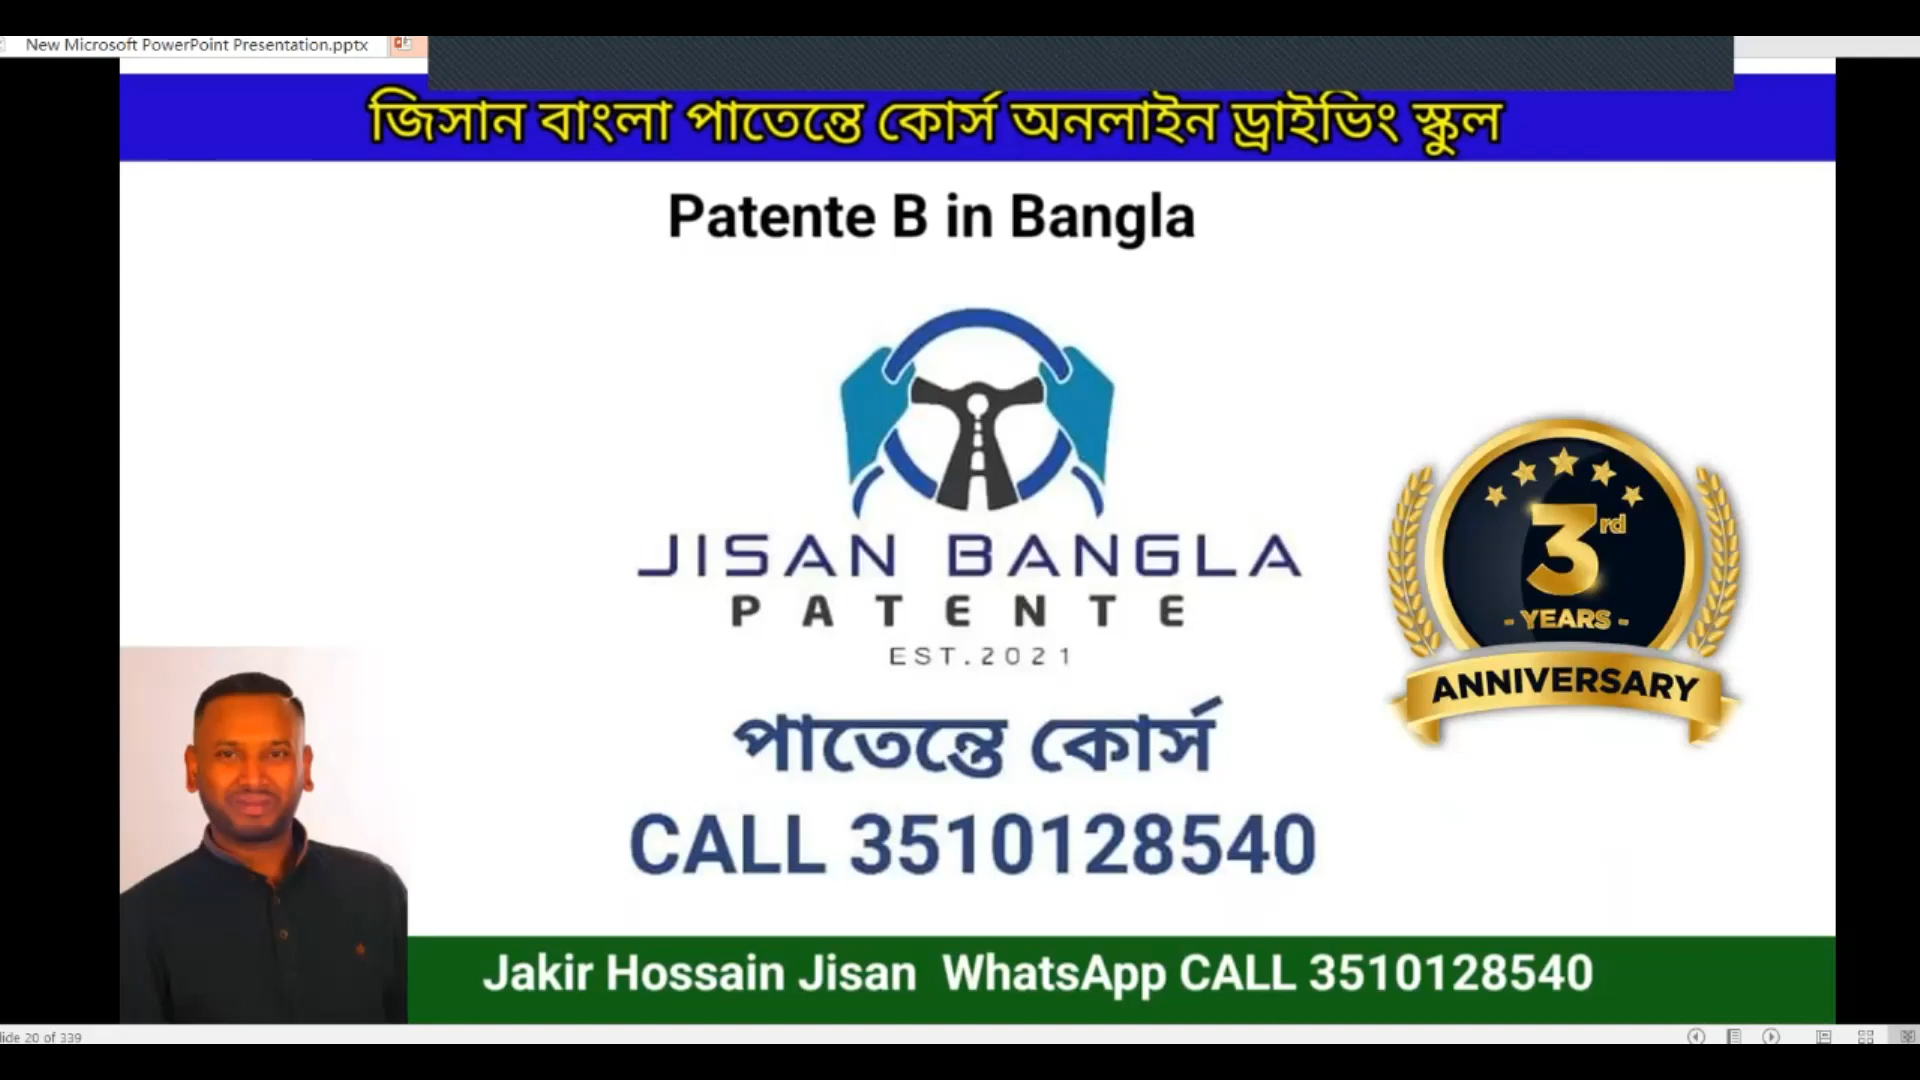 New Microsoft PowerPoint Presentation.pptx
জিসান বাংলা পাতেন্তে কোর্স অনলাইন ড্রাইভিং স্কুল
Patente B in Bangla
JISAN BANGLA
PATENTE
EST.2021
3rd
- YEARS -
ANNIVERSARY
পাতেন্তে কোর্স
CALL 3510128540
Jakir Hossain Jisan WhatsApp CALL 3510128540
lide 20 of 339